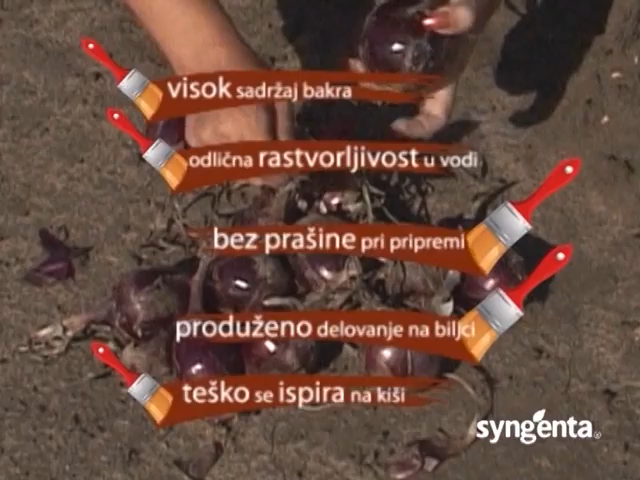 visok sadržaj bakra
odlična rastvorljivost u vodi
bez prašine pri pripremi
produženo delovanje na biljci
teško se ispira na kiši
syngenta®